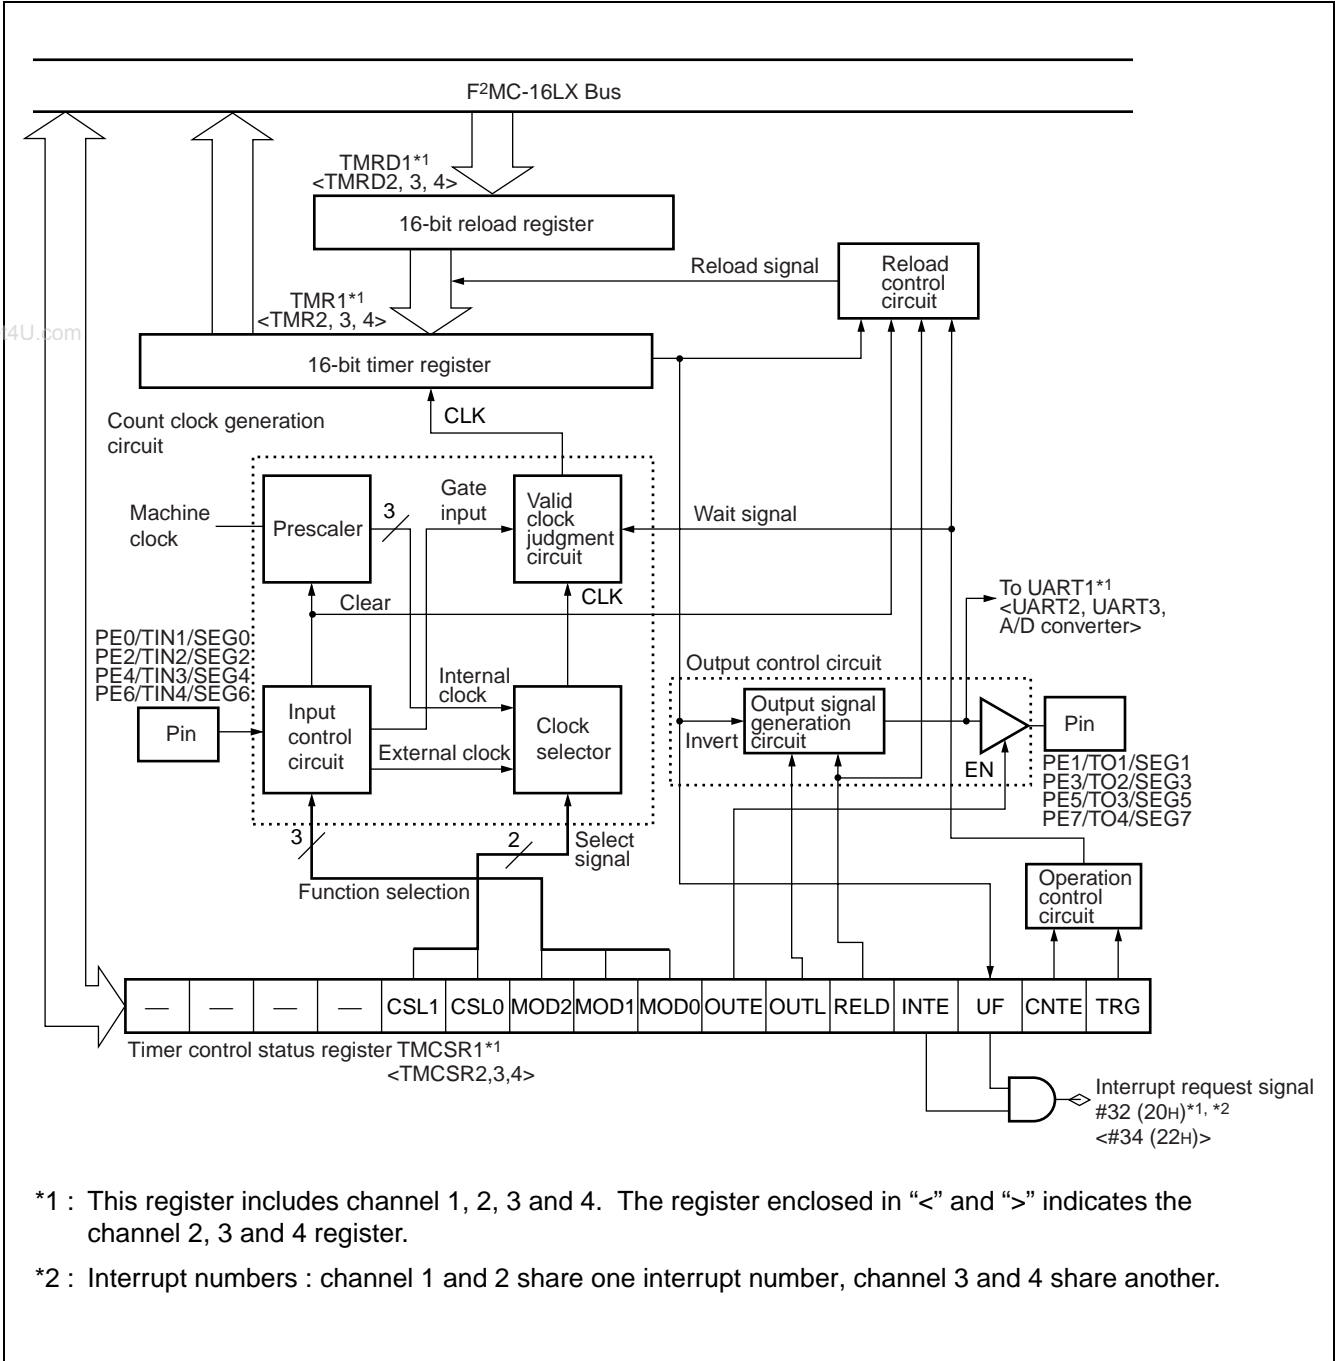 F2MC-16LX Bus
TMRD1*1
<TMRD2, 3, 4>
16-bit reload register
Reload signal
Reload
control
circuit
TMR1*1
<TMR2, 3, 4>
t4U.com
16-bit timer register
Count clock generation
circuit
CLK
Machine
clock
Prescaler
3
Gate
input
Valid
clock
judgment
circuit
Wait signal
Clear
CLK
To UART1*1
<UART2, UART3,
A/D converter>
PE0/TIN1/SEG0
PE2/TIN2/SEG2
PE4/TIN3/SEG4
PE6/TIN4/SEG6
Pin
Input
control
circuit
Internal
clock
External clock
Clock
selector
Output control circuit
Invert
Output signal
generation
circuit
EN
Pin
PE1/TO1/SEG1
PE3/TO2/SEG3
PE5/TO3/SEG5
PE7/TO4/SEG7
3
2
Select
signal
Function selection
Operation
control
circuit
— — — — CSL1 CSL0 MOD2 MOD1 MOD0 OUTE OUTL RELD INTE UF CNTE TRG
Timer control status register TMCSR1*1
<TMCSR2,3,4>
Interrupt request signal
#32 (20H)*1, *2
<#34 (22H)>
*1 : This register includes channel 1, 2, 3 and 4. The register enclosed in “<” and “>” indicates the
channel 2, 3 and 4 register.
*2 : Interrupt numbers : channel 1 and 2 share one interrupt number, channel 3 and 4 share another.